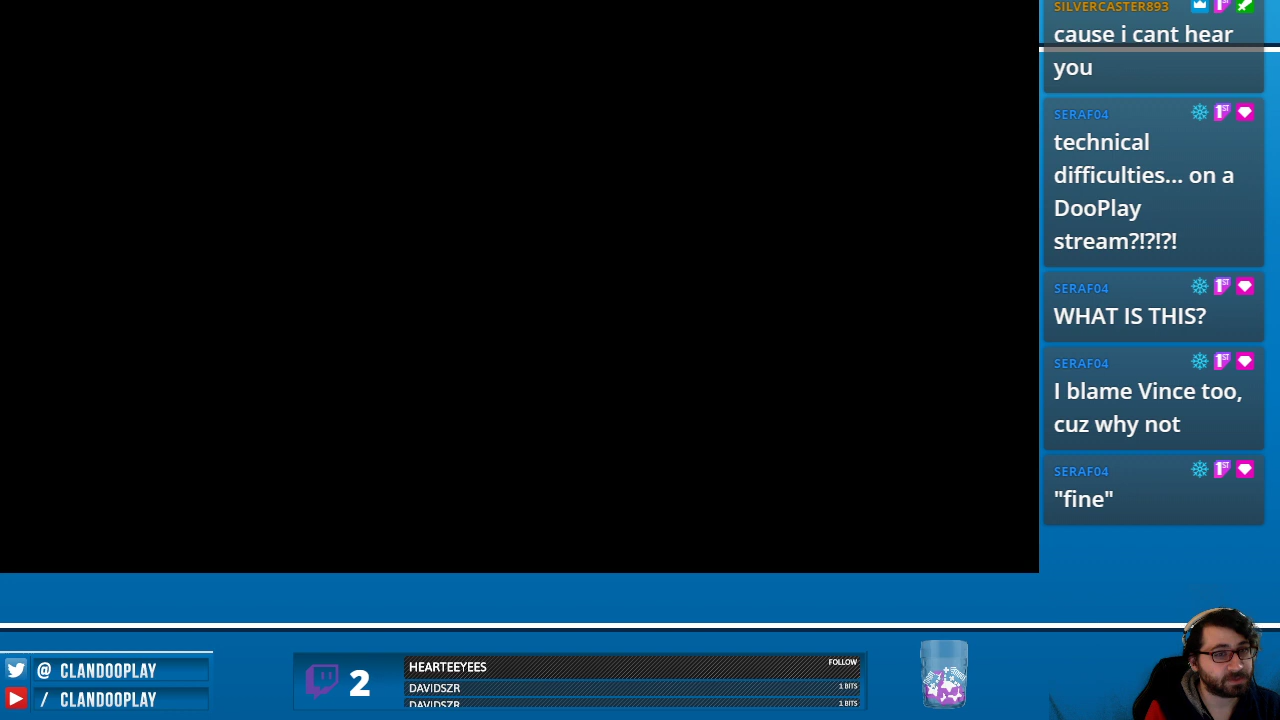 SILVERCASTER893
cause i cant hear
you
SERAF04
technical
difficulties... on a
DooPlay
stream?!?!?!
SERAF04
WHAT IS THIS?
SERAF04
I blame Vince too,
cuz why not
SERAF04
"fine"
@ CLANDOOPLAY
/ CLANDOOPLAY
2
HEARTEEYEES FOLLOW
DAVIDSZR 1 BITS
DAVIDSZR 1 BITS